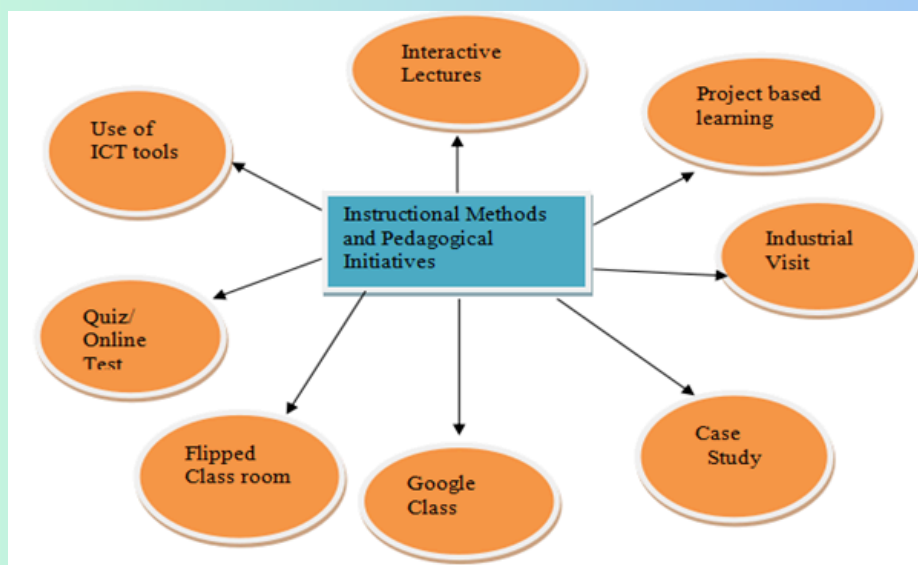 Interactive
Lectures
Project based
learning
Use of
ICT tools
Instructional Methods
and Pedagogical
Initiatives
Industrial
Visit
Quiz/
Online
Test
Case
Study
Flipped
Class room
Google
Class